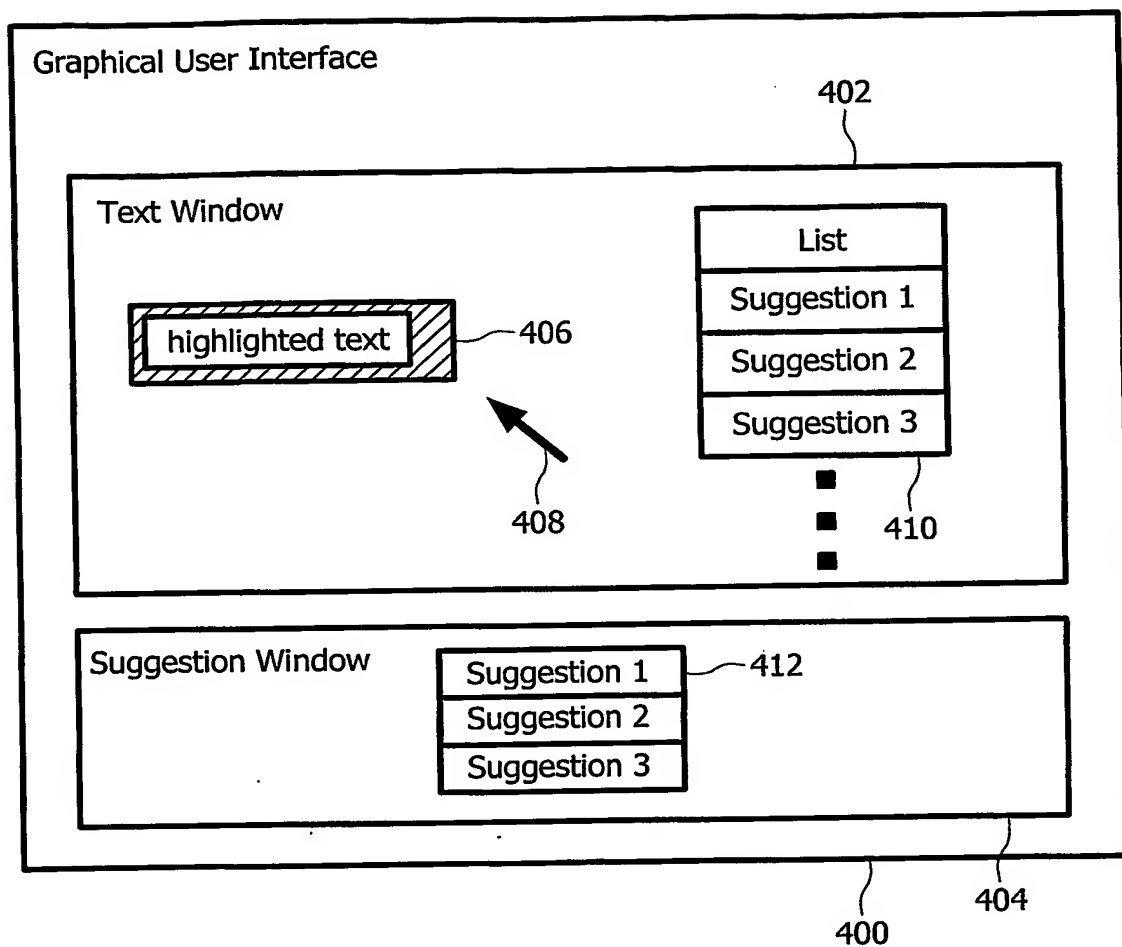 Graphical User Interface
402
Text Window
List
Suggestion 1
highlighted text
406
Suggestion 2
Suggestion 3
408
410
Suggestion Window
Suggestion 1
412
Suggestion 2
Suggestion 3
404
400